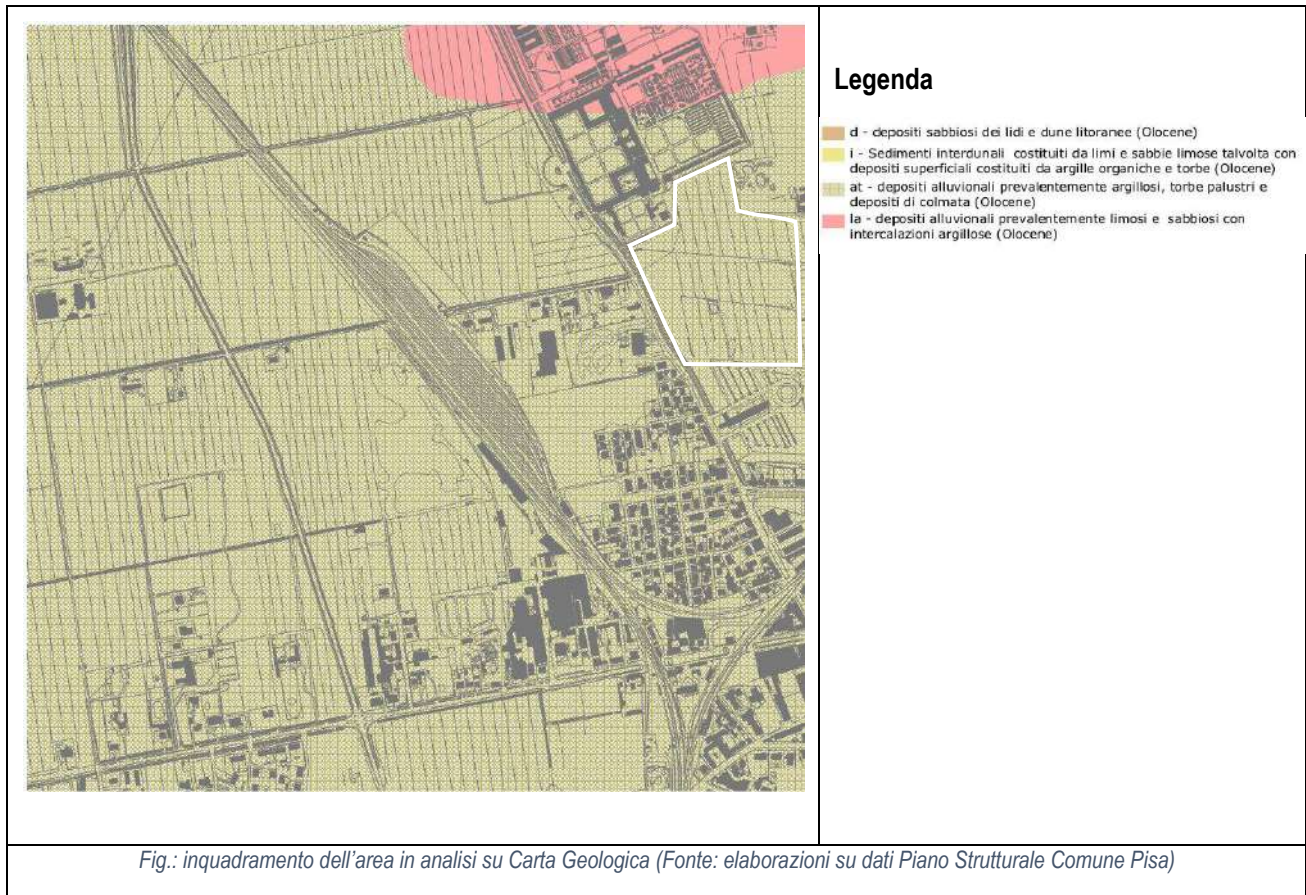 Legenda
d - depositi sabbiosi dei lidi e dune litoranee (Olocene)
i - Sedimenti interdunali costituiti da limi e sabbie limose talvolta con
depositi superficiali costituiti da argille organiche e torbe (Olocene)
at - depositi alluvionali prevalentemente argillosi, torbe palustri e
depositi di colmata (Olocene)
la - depositi alluvionali prevalentemente limosi e sabbiosi con
intercalazioni argillose (Olocene)
Fig.: inquadramento dell'area in analisi su Carta Geologica (Fonte: elaborazioni su dati Piano Strutturale Comune Pisa)